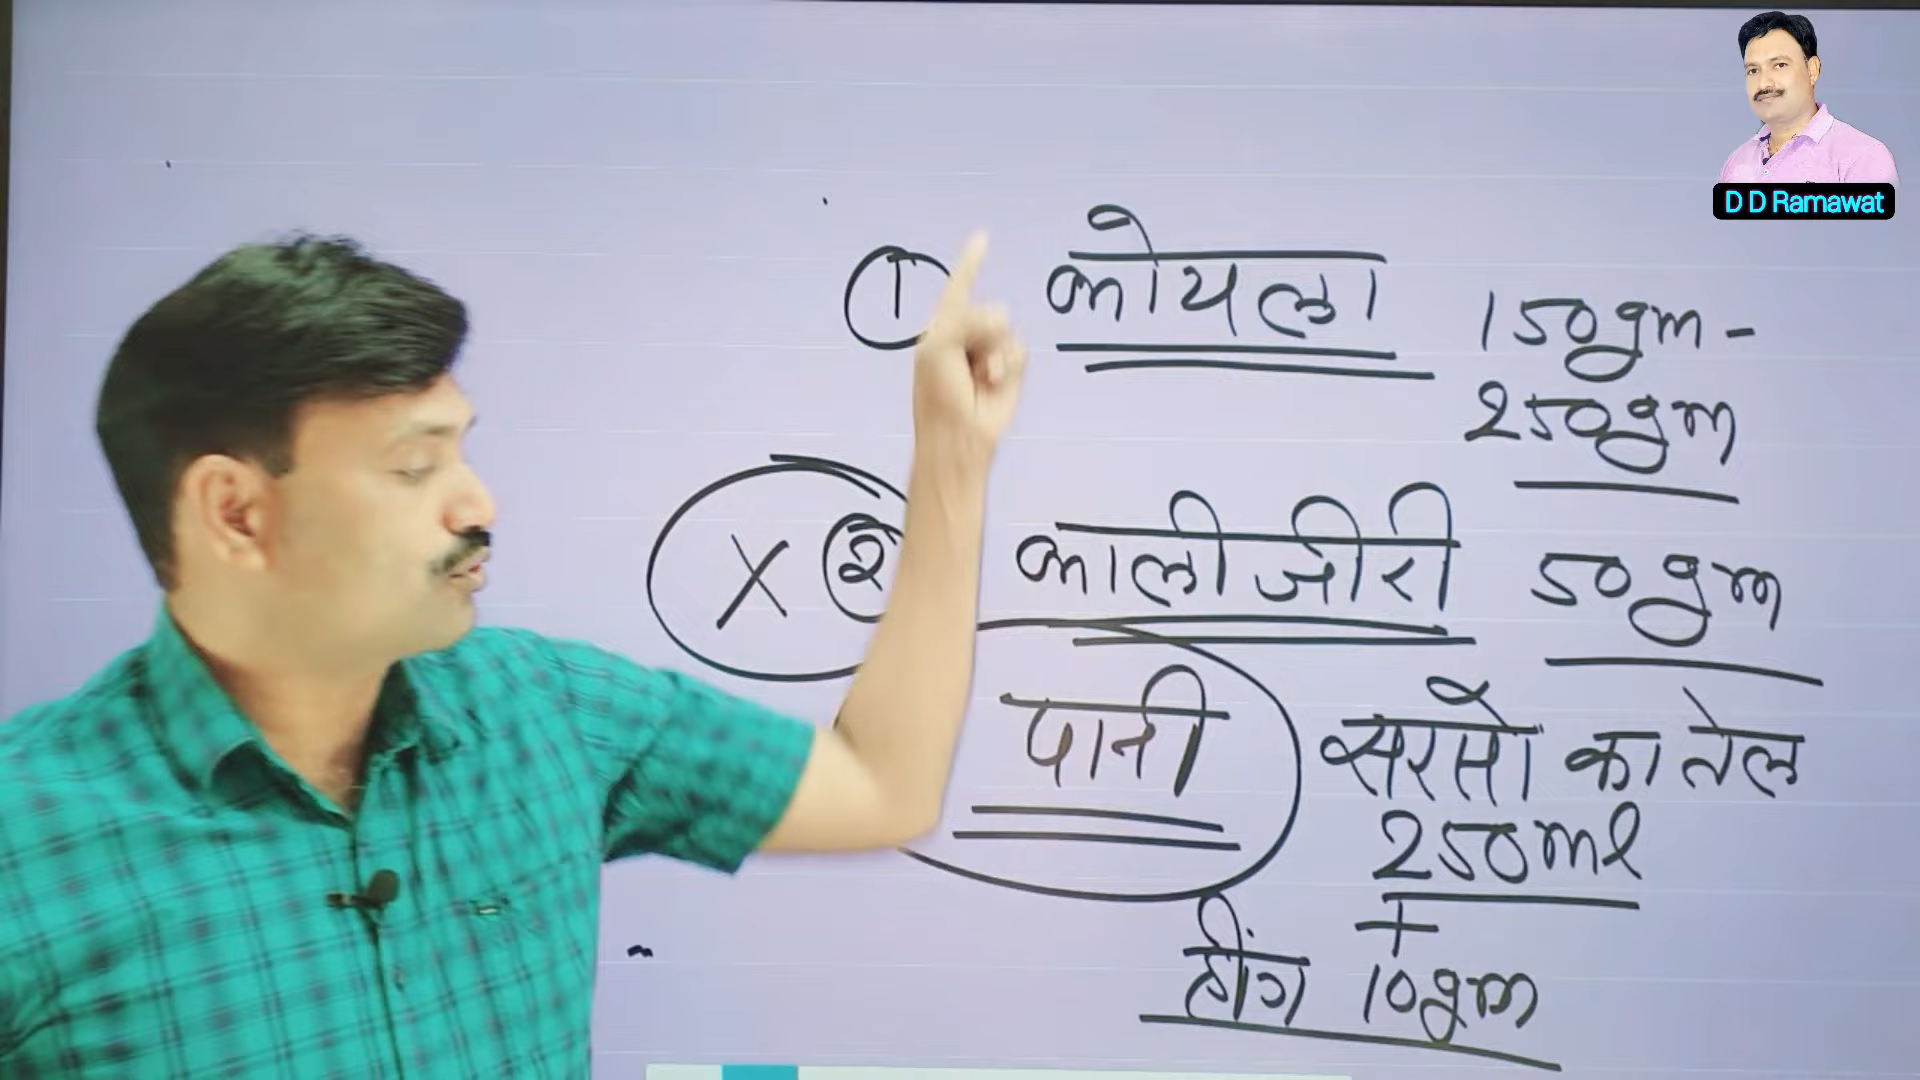 D D Ramawat
① कोयला 150gm -
250gm
X ② कालीजीरी 50gm
पानी सरसो का तेल
250ml
+
हींग 10gm